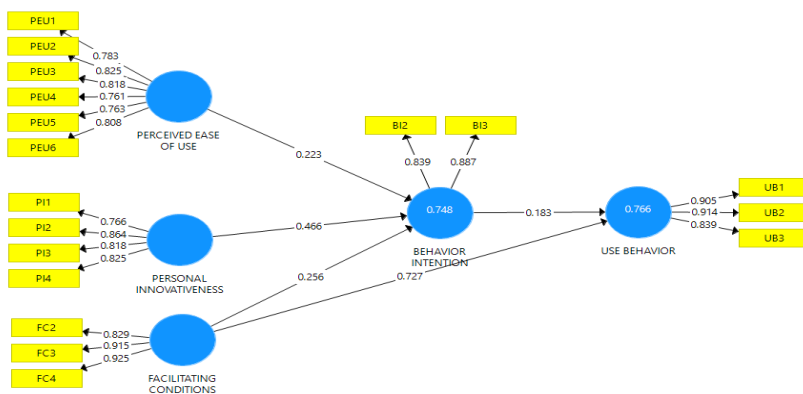 PEU1
PEU2
PEU3
PEU4
PEU5
PEU6
0.783
0.825
0.818
0.761
0.763
0.808
PERCEIVED EASE
OF USE
0.223
BI2
BI3
0.839
0.887
PI1
PI2
PI3
PI4
0.766
0.864
0.818
0.825
PERSONAL
INNOVATIVENESS
0.466
0.748
BEHAVIOR
INTENTION
0.183
0.766
USE BEHAVIOR
0.905
0.914
0.839
UB1
UB2
UB3
0.256
0.727
FC2
FC3
FC4
0.829
0.915
0.925
FACILITATING
CONDITIONS